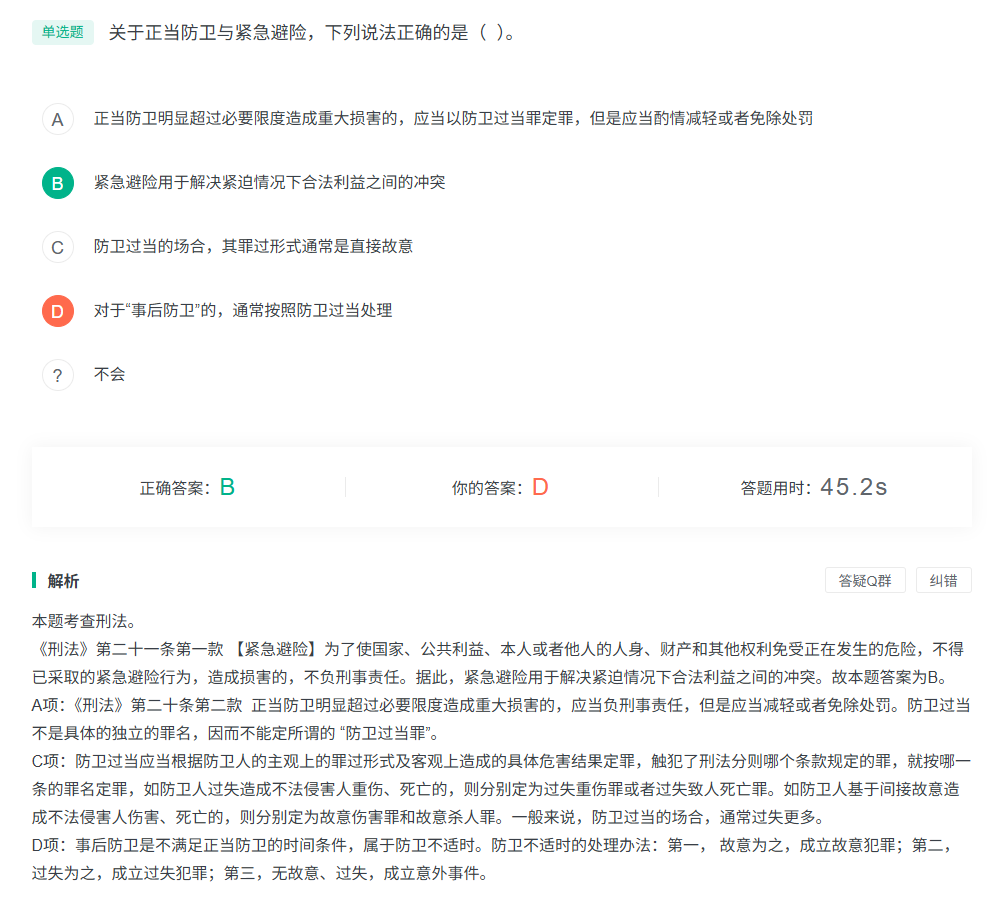 单选题 关于正当防卫与紧急避险，下列说法正确的是（ ）。
A 正当防卫明显超过必要限度造成重大损害的，应当以防卫过当罪定罪，但是应当酌情减轻或者免除处罚
B 紧急避险用于解决紧迫情况下合法利益之间的冲突
C 防卫过当的场合，其罪过形式通常是直接故意
D 对于“事后防卫”的，通常按照防卫过当处理
? 不会
正确答案：B 你的答案：D 答题用时：45.2s
解析 答疑Q群 纠错
本题考查刑法。
《刑法》第二十一条第一款 【紧急避险】为了使国家、公共利益、本人或者他人的人身、财产和其他权利免受正在发生的危险，不得
已采取的紧急避险行为，造成损害的，不负刑事责任。据此，紧急避险用于解决紧迫情况下合法利益之间的冲突。故本题答案为B。
A项：《刑法》第二十条第二款 正当防卫明显超过必要限度造成重大损害的，应当负刑事责任，但是应当减轻或者免除处罚。防卫过当
不是具体的独立的罪名，因而不能定所谓的 “防卫过当罪”。
C项：防卫过当应当根据防卫人的主观上的罪过形式及客观上造成的具体危害结果定罪，触犯了刑法分则哪个条款规定的罪，就按哪一
条的罪名定罪，如防卫人过失造成不法侵害人重伤、死亡的，则分别定为过失重伤罪或者过失致人死亡罪。如防卫人基于间接故意造
成不法侵害人伤害、死亡的，则分别定为故意伤害罪和故意杀人罪。一般来说，防卫过当的场合，通常过失更多。
D项：事后防卫是不满足正当防卫的时间条件，属于防卫不适时。防卫不适时的处理办法：第一， 故意为之，成立故意犯罪；第二，
过失为之，成立过失犯罪；第三，无故意、过失，成立意外事件。